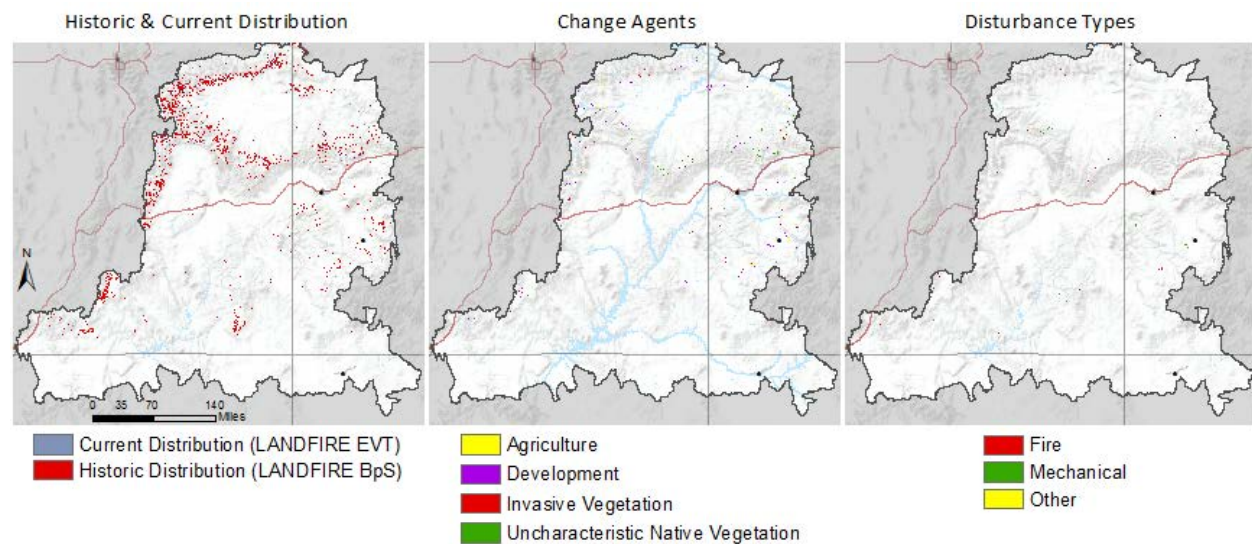 Historic & Current Distribution
Change Agents
Disturbance Types
N
0 35 70 140
Miles
Current Distribution (LANDFIRE EVT)
Historic Distribution (LANDFIRE BpS)
Agriculture
Development
Invasive Vegetation
Uncharacteristic Native Vegetation
Fire
Mechanical
Other